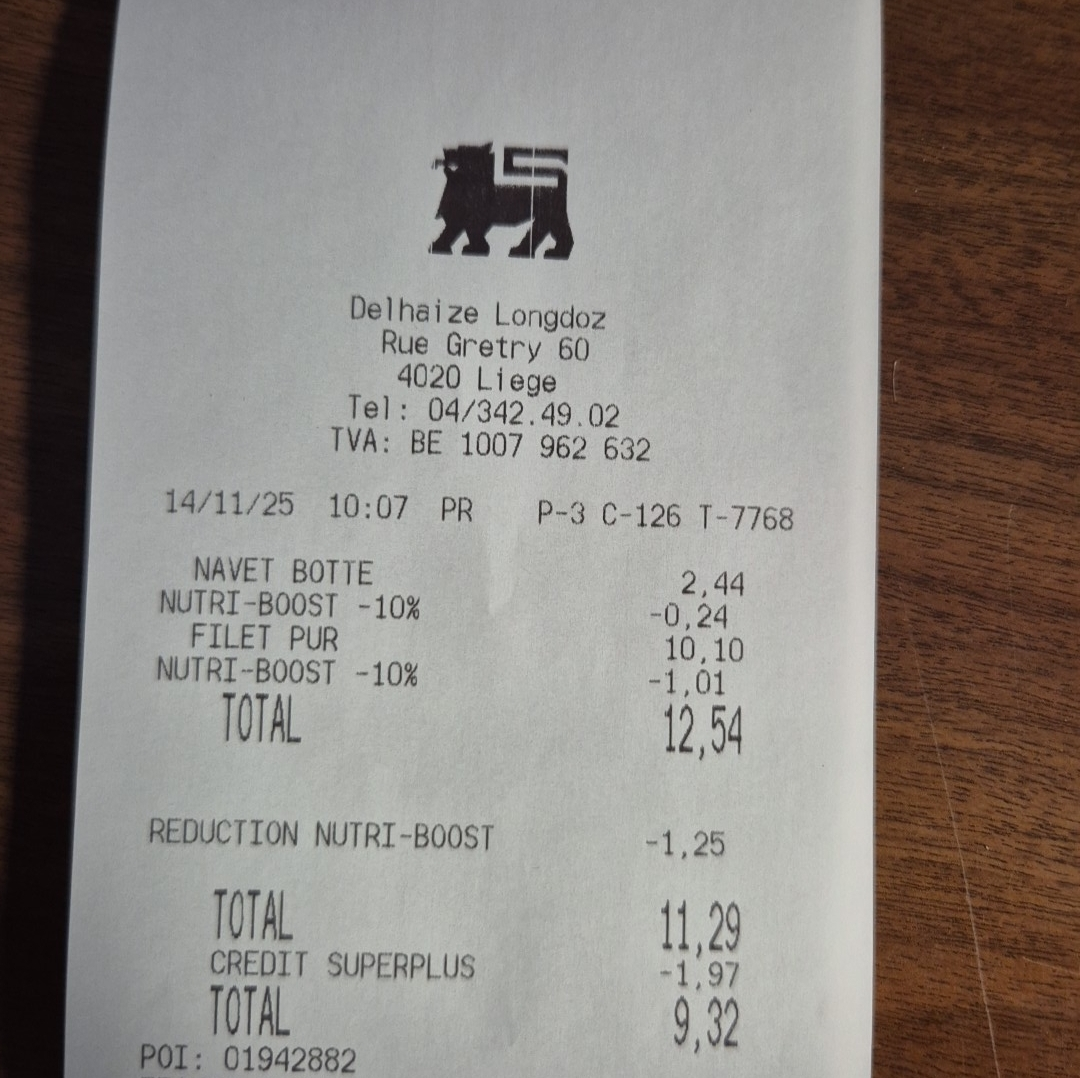 Delhaize Longdoz
Rue Gretry 60
4020 Liege
Tel: 04/342.49.02
TVA: BE 1007 962 632
14/11/25 10:07 PR P-3 C-126 T-7768
NAVET BOTTE 2,44
NUTRI-BOOST -10% -0,24
FILET PUR 10,10
NUTRI-BOOST -10% -1,01
TOTAL 12,54
REDUCTION NUTRI-BOOST -1,25
TOTAL 11,29
CREDIT SUPERPLUS -1,97
TOTAL 9,32
POI: 01942882